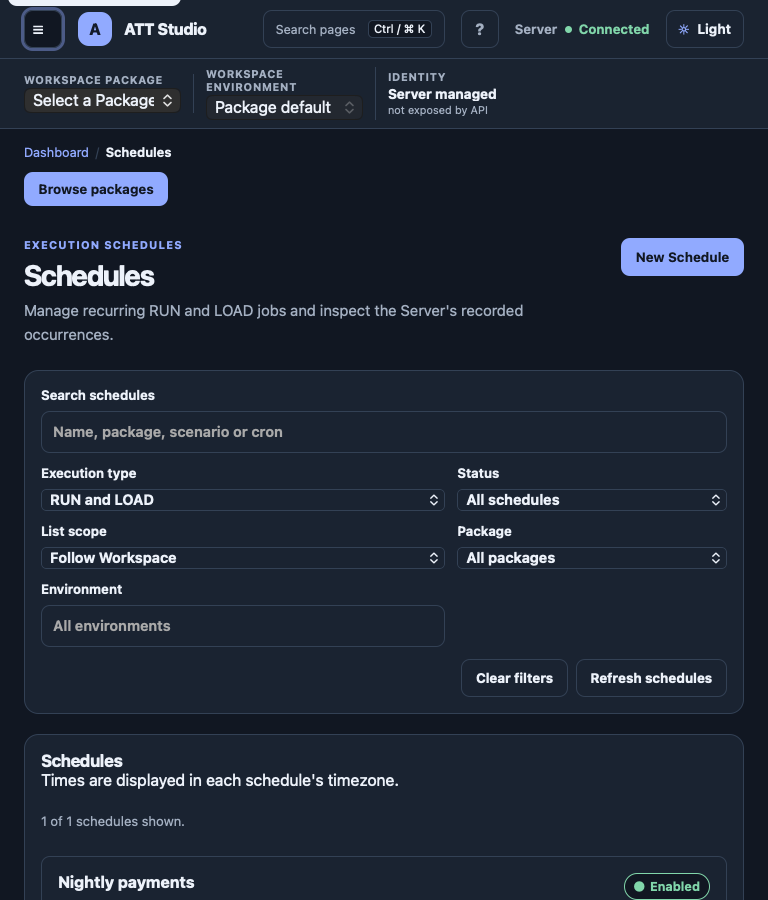 A ATT Studio
Search pages Ctrl / ⌘ K
?
Server Connected
Light
WORKSPACE PACKAGE
Select a Package
WORKSPACE
ENVIRONMENT
Package default
IDENTITY
Server managed
not exposed by API
Dashboard / Schedules
Browse packages
EXECUTION SCHEDULES
Schedules
New Schedule
Manage recurring RUN and LOAD jobs and inspect the Server's recorded
occurrences.
Search schedules
Name, package, scenario or cron
Execution type
RUN and LOAD
Status
All schedules
List scope
Follow Workspace
Package
All packages
Environment
All environments
Clear filters
Refresh schedules
Schedules
Times are displayed in each schedule's timezone.
1 of 1 schedules shown.
Nightly payments
Enabled